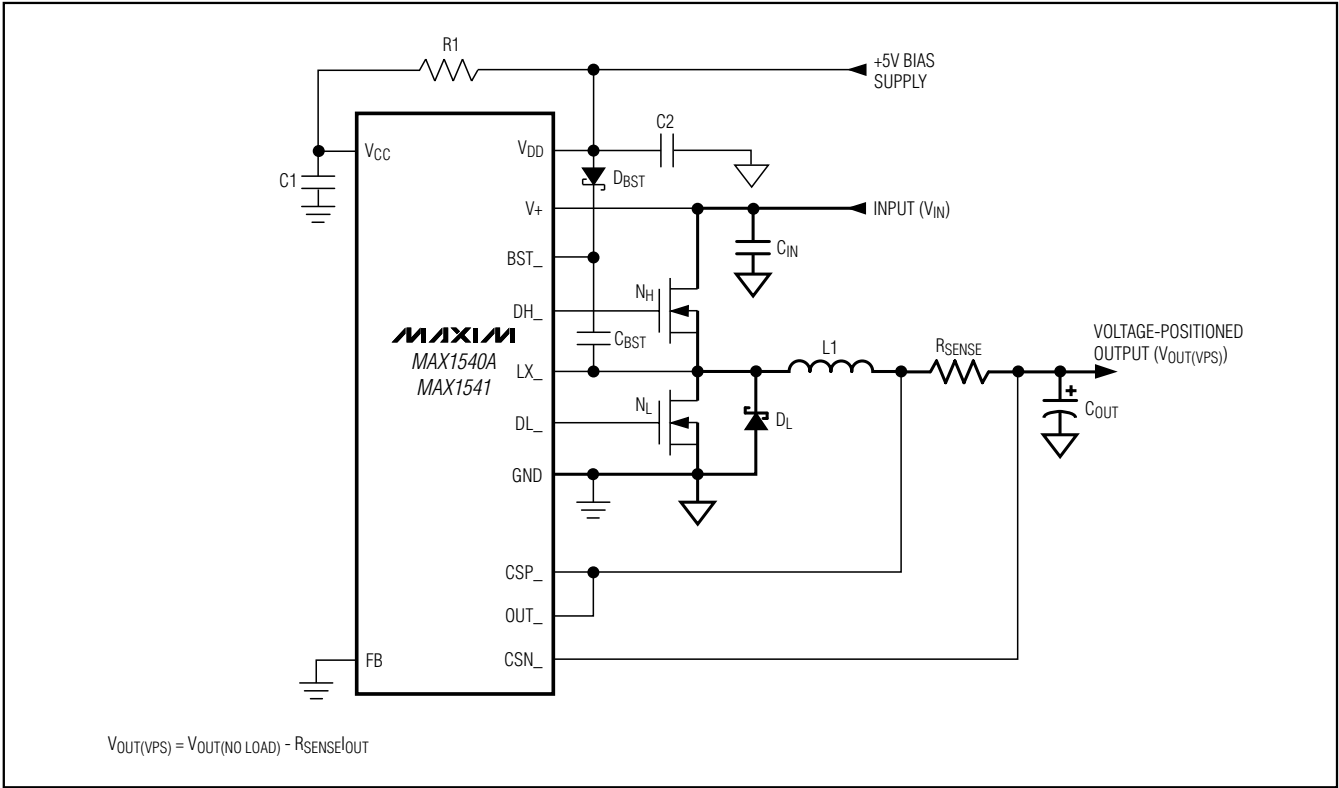 R1
+5V BIAS
SUPPLY
C2
VCC
VDD
C1
DBST
V+
INPUT (VIN)
CIN
BST_
NH
DH_
MAXIM
CBST
VOLTAGE-POSITIONED
OUTPUT (VOUT(VPS))
MAX1540A
L1
RSENSE
LX_
MAX1541
NL
DL_
DL
+
COUT
GND
CSP_
OUT_
FB
CSN_
VOUT(VPS) = VOUT(NO LOAD) - RSENSEIOUT